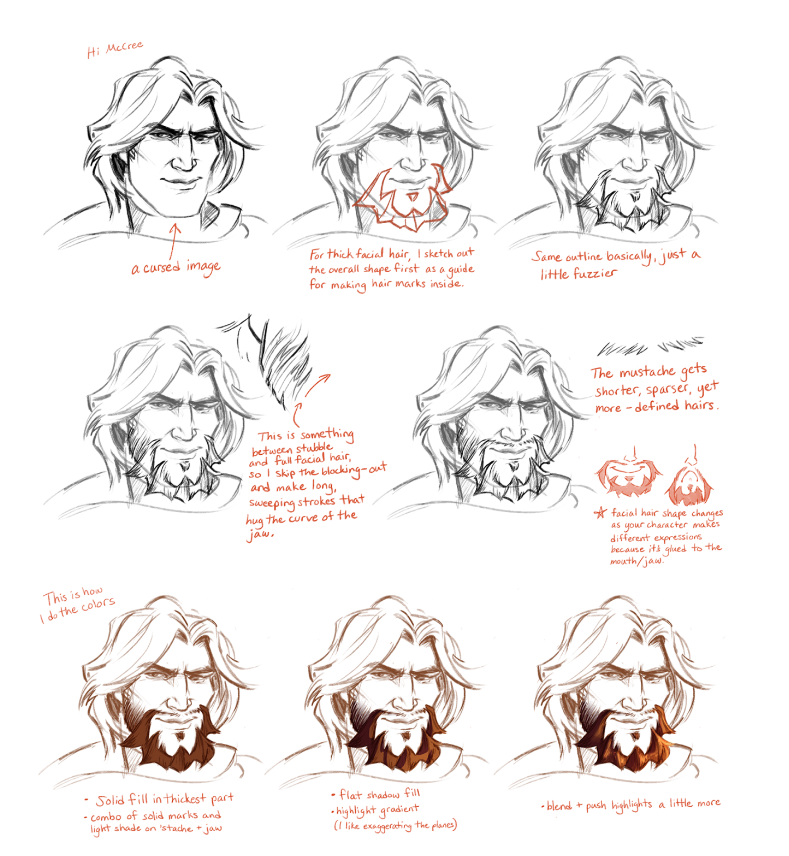 Hi McCree
a cursed image
For thick facial hair, I sketch out
the overall shape first as a guide
for making hair marks inside.
Same outline basically, just a
little fuzzier
This is something
between stubble
and full facial hair,
so I skip the blocking-out
and make long,
sweeping strokes that
hug the curve of the
jaw.
The mustache gets
shorter, sparser, yet
more-defined hairs.
☆ facial hair shape changes
as your character makes
different expressions
because it's glued to the
mouth/jaw.
This is how
I do the colors
- Solid fill in thickest part
- combo of solid marks and
light shade on 'stache + jaw
- flat shadow fill
- highlight gradient
(I like exaggerating the planes)
- blend + push highlights a little more